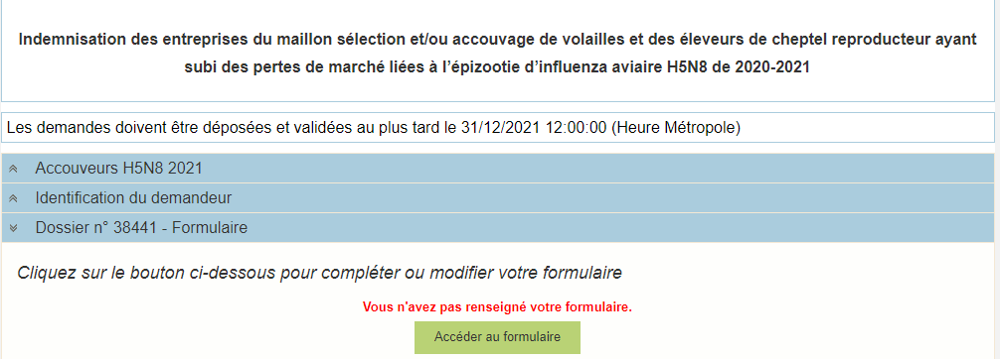 Indemnisation des entreprises du maillon sélection et/ou accouvage de volailles et des éleveurs de cheptel reproducteur ayant
subi des pertes de marché liées à l’épizootie d’influenza aviaire H5N8 de 2020-2021
Les demandes doivent être déposées et validées au plus tard le 31/12/2021 12:00:00 (Heure Métropole)
Accouveurs H5N8 2021
Identification du demandeur
Dossier n° 38441 - Formulaire
Cliquez sur le bouton ci-dessous pour compléter ou modifier votre formulaire
Vous n'avez pas renseigné votre formulaire.
Accéder au formulaire